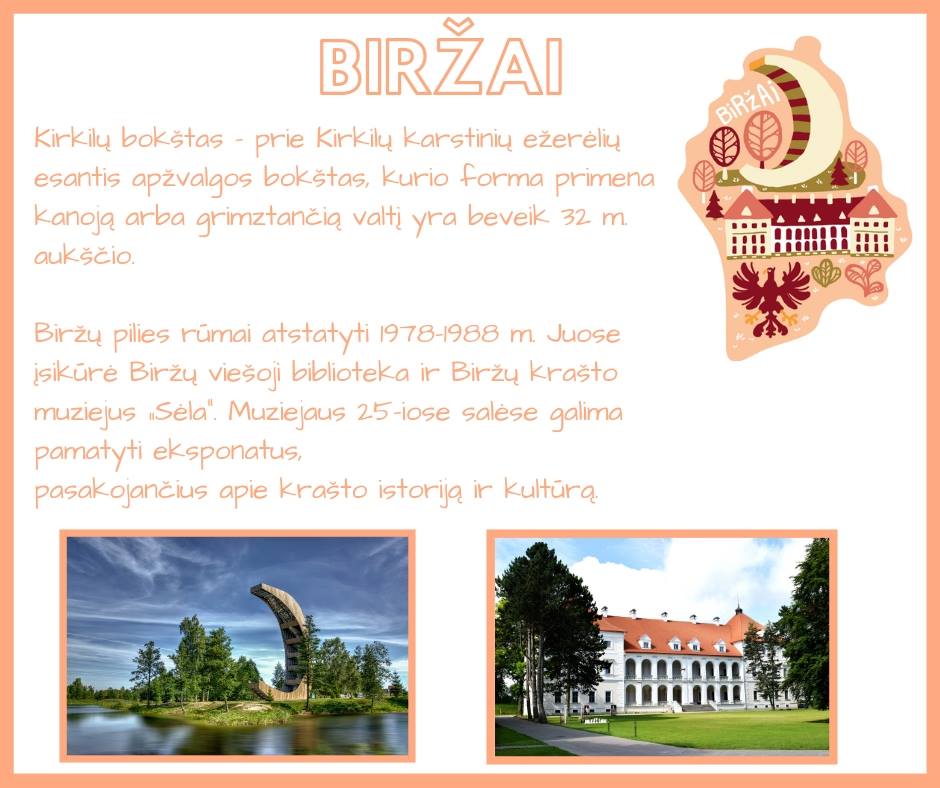 BIRŽAI
BiRžAi
Kirkilų bokštas - prie Kirkilų karstinių ežerėlių
esantis apžvalgos bokštas, kurio forma primena
kanoją arba grimztančią valtį yra beveik 32 m.
aukščio.
Biržų pilies rūmai atstatyti 1978-1988 m. Juose
įsikūrė Biržų viešoji biblioteka ir Biržų krašto
muziejus „Sėla". Muziejaus 25-iose salėse galima
pamatyti eksponatus,
pasakojančius apie krašto istoriją ir kultūrą.